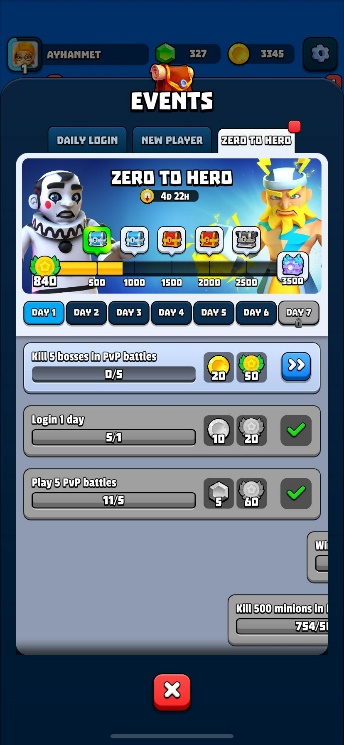 AYHANMET
327
3345
1
EVENTS
DAILY LOGIN
NEW PLAYER
ZERO TO HERO
ZERO TO HERO
4D 22H
840
500
1000
1500
2000
2500
3500
DAY 1
DAY 2
DAY 3
DAY 4
DAY 5
DAY 6
DAY 7
Kill 5 bosses in PvP battles
0/5
20
50
Login 1 day
5/1
10
20
Play 5 PvP battles
11/5
5
60
Wi
Kill 500 minions in
754/5